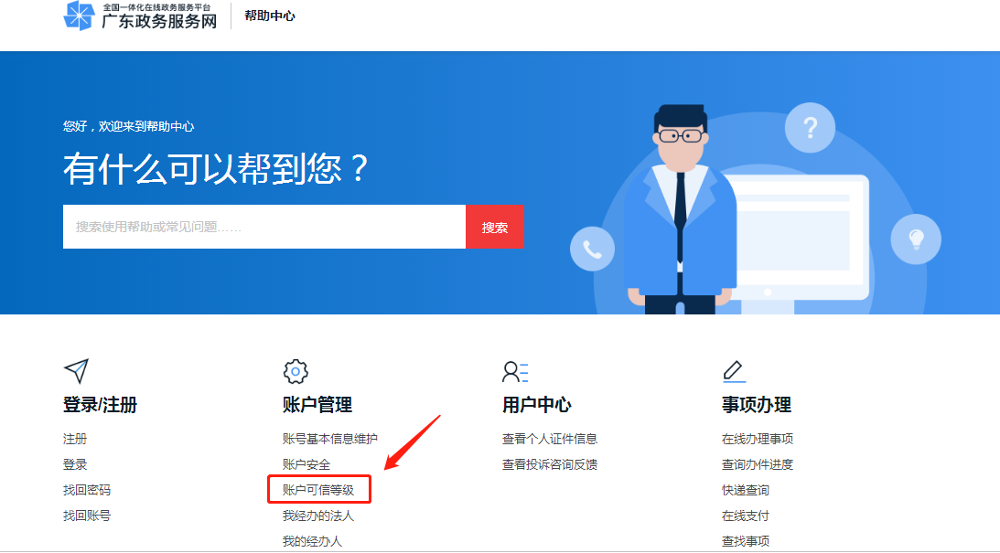 全国一体化在线政务服务平台
广东政务服务网
帮助中心
您好，欢迎来到帮助中心
有什么可以帮到您？
搜索使用帮助或常见问题……
搜索
?
登录/注册
注册
登录
找回密码
找回账号
账户管理
账号基本信息维护
账户安全
账户可信等级
我经办的法人
我的经办人
用户中心
查看个人证件信息
查看投诉咨询反馈
事项办理
在线办理事项
查询办件进度
快递查询
在线支付
查找事项